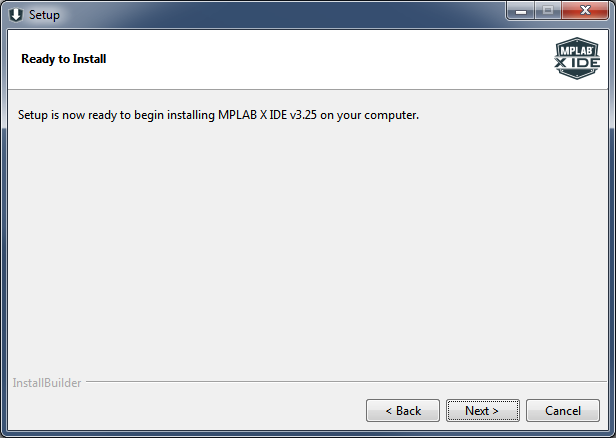 Setup
Ready to Install
MPLAB
X IDE
Setup is now ready to begin installing MPLAB X IDE v3.25 on your computer.
InstallBuilder
< Back
Next >
Cancel